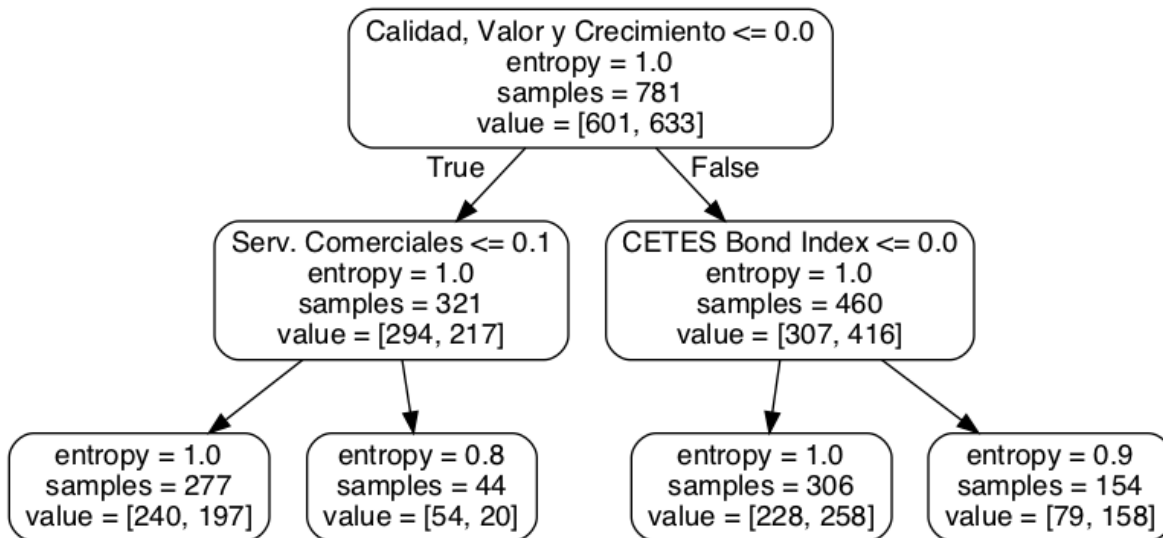 Calidad, Valor y Crecimiento <= 0.0
entropy = 1.0
samples = 781
value = [601, 633]
True
False
Serv. Comerciales <= 0.1
entropy = 1.0
samples = 321
value = [294, 217]
CETES Bond Index <= 0.0
entropy = 1.0
samples = 460
value = [307, 416]
entropy = 1.0
samples = 277
value = [240, 197]
entropy = 0.8
samples = 44
value = [54, 20]
entropy = 1.0
samples = 306
value = [228, 258]
entropy = 0.9
samples = 154
value = [79, 158]